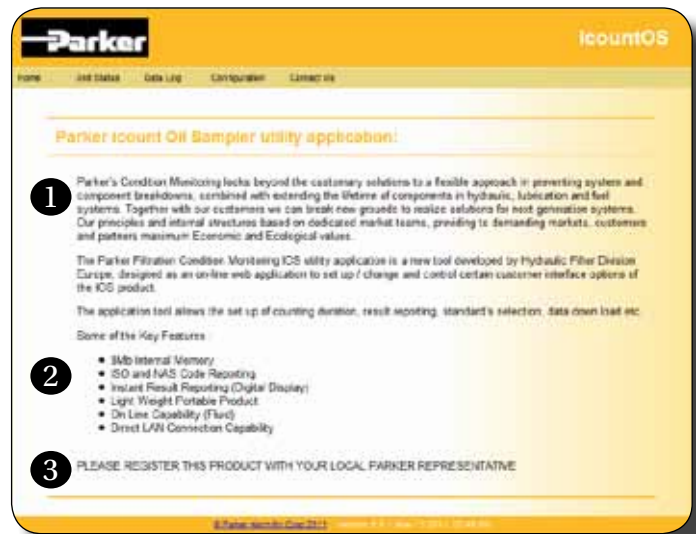 Parker
IcountOS
Home Unit Status Data Log Configuration Contact Us
Parker Icount Oil Sampler utility application:
1
Parker's Condition Monitoring looks beyond the customary solutions to a flexible approach in preventing system and
component breakdowns, combined with extending the lifetime of components in hydraulic, lubrication and fuel
systems. Together with our customers we can break new grounds to realize solutions for next generation systems.
Our principles and internal structures based on dedicated market teams, providing to demanding markets, customers
and partners maximum Economic and Ecological values.
The Parker Filtration Condition Monitoring IOS utility application is a new tool developed by Hydraulic Filter Division
Europe, designed as an on-line web application to set up / change and control certain customer interface options of
the IOS product.
The application tool allows the set up of counting duration, result reporting, standard's selection, data down load etc.
Some of the Key Features :
2
• Internal Memory
• ISO and NAS Code Reporting
• Instant Result Reporting (Digital Display)
• Light Weight Portable Product
• On Line Capability (Fluid)
• Direct LAN Connection Capability
3
PLEASE REGISTER THIS PRODUCT WITH YOUR LOCAL PARKER REPRESENTATIVE
© Parker Hannifin Corp 2011